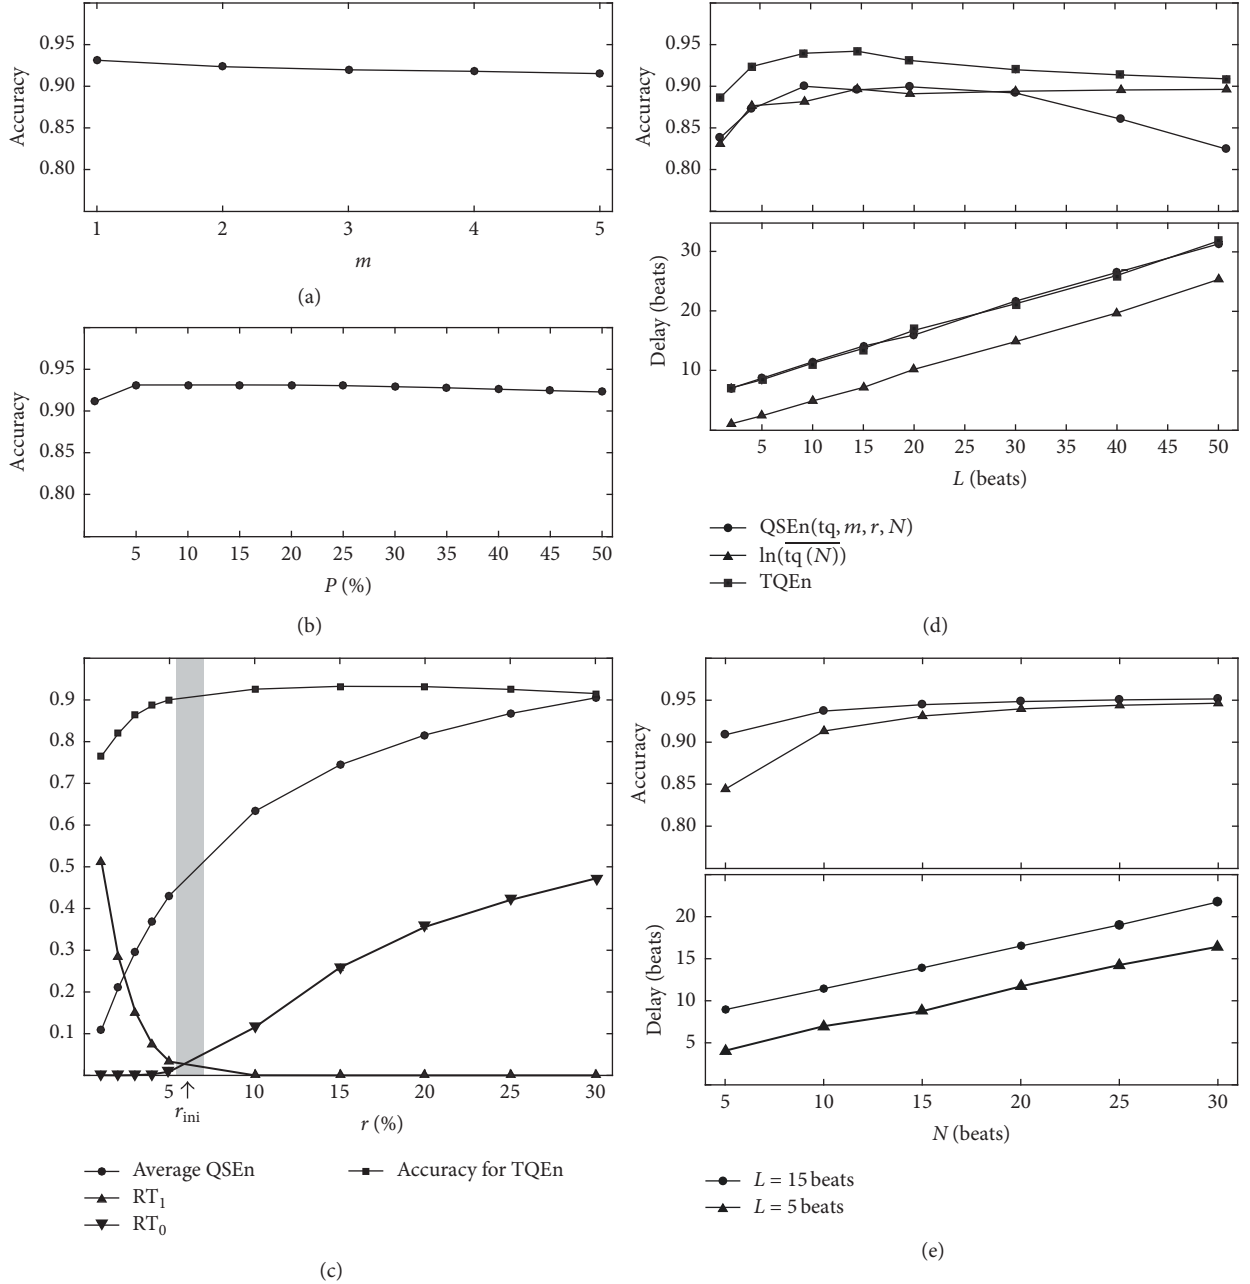 Accuracy
0.95
0.90
0.85
0.80
1 2 3 4 5
m
(a)
Accuracy
0.95
0.90
0.95
0.80
5 10 15 20 25 30 35 40 45 50
P (%)
(b)
0.9
0.8
0.7
0.6
0.5
0.4
0.3
0.2
0.1
5 10 15 20 25 30
r_ini
r (%)
Average QSEn
RT_1
RT_0
Accuracy for TQEn
(c)
Accuracy
0.95
0.90
0.85
0.80
Delay (beats)
30
20
10
5 10 15 20 25 30 35 40 45 50
L (beats)
QSEn(tq, m, r, N)
ln(tq (N))
TQEn
(d)
Accuracy
0.95
0.90
0.85
0.80
Delay (beats)
20
15
10
5
5 10 15 20 25 30
N (beats)
L = 15 beats
L = 5 beats
(e)